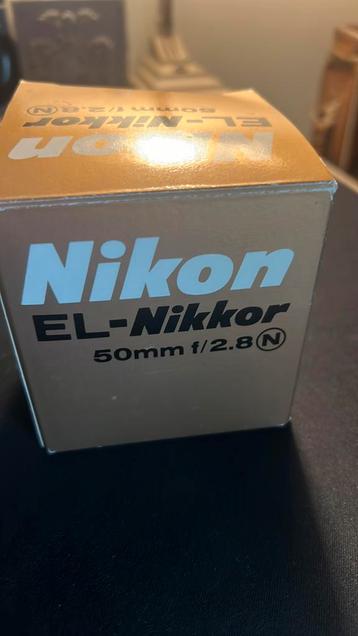 50mm f/2.8 N
EL-Nikkor
Nikon
Nikon
EL-Nikkor
50mm f/2.8 N